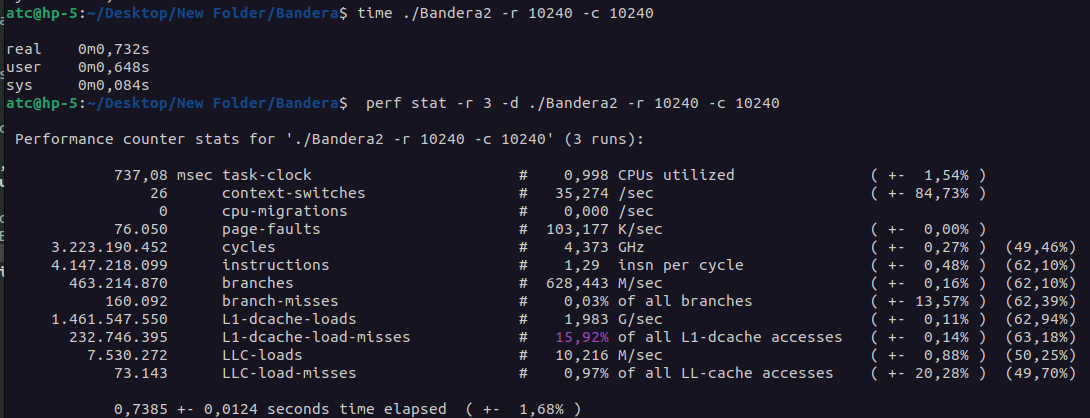 atc@hp-5:~/Desktop/New Folder/Bandera$ time ./Bandera2 -r 10240 -c 10240
real    0m0,732s
user    0m0,648s
sys     0m0,084s
atc@hp-5:~/Desktop/New Folder/Bandera$  perf stat -r 3 -d ./Bandera2 -r 10240 -c 10240
Performance counter stats for './Bandera2 -r 10240 -c 10240' (3 runs):
737,08 msec task-clock                #    0,998 CPUs utilized            ( +-  1,54% )
26      context-switches          #   35,274 /sec                     ( +- 84,73% )
0      cpu-migrations            #    0,000 /sec
76.050      page-faults               #  103,177 K/sec                    ( +-  0,00% )
3.223.190.452      cycles                    #    4,373 GHz                      ( +-  0,27% )  (49,46%)
4.147.218.099      instructions              #    1,29  insn per cycle           ( +-  0,48% )  (62,10%)
463.214.870      branches                  #  628,443 M/sec                    ( +-  0,16% )  (62,10%)
160.092      branch-misses             #    0,03% of all branches          ( +- 13,57% )  (62,39%)
1.461.547.550      L1-dcache-loads           #    1,983 G/sec                    ( +-  0,11% )  (62,94%)
232.746.395      L1-dcache-load-misses     #   15,92% of all L1-dcache accesses   ( +-  0,14% )  (63,18%)
7.530.272      LLC-loads                 #   10,216 M/sec                    ( +-  0,88% )  (50,25%)
73.143      LLC-load-misses           #    0,97% of all LL-cache accesses    ( +- 20,28% )  (49,70%)
0,7385 +- 0,0124 seconds time elapsed  ( +-  1,68% )